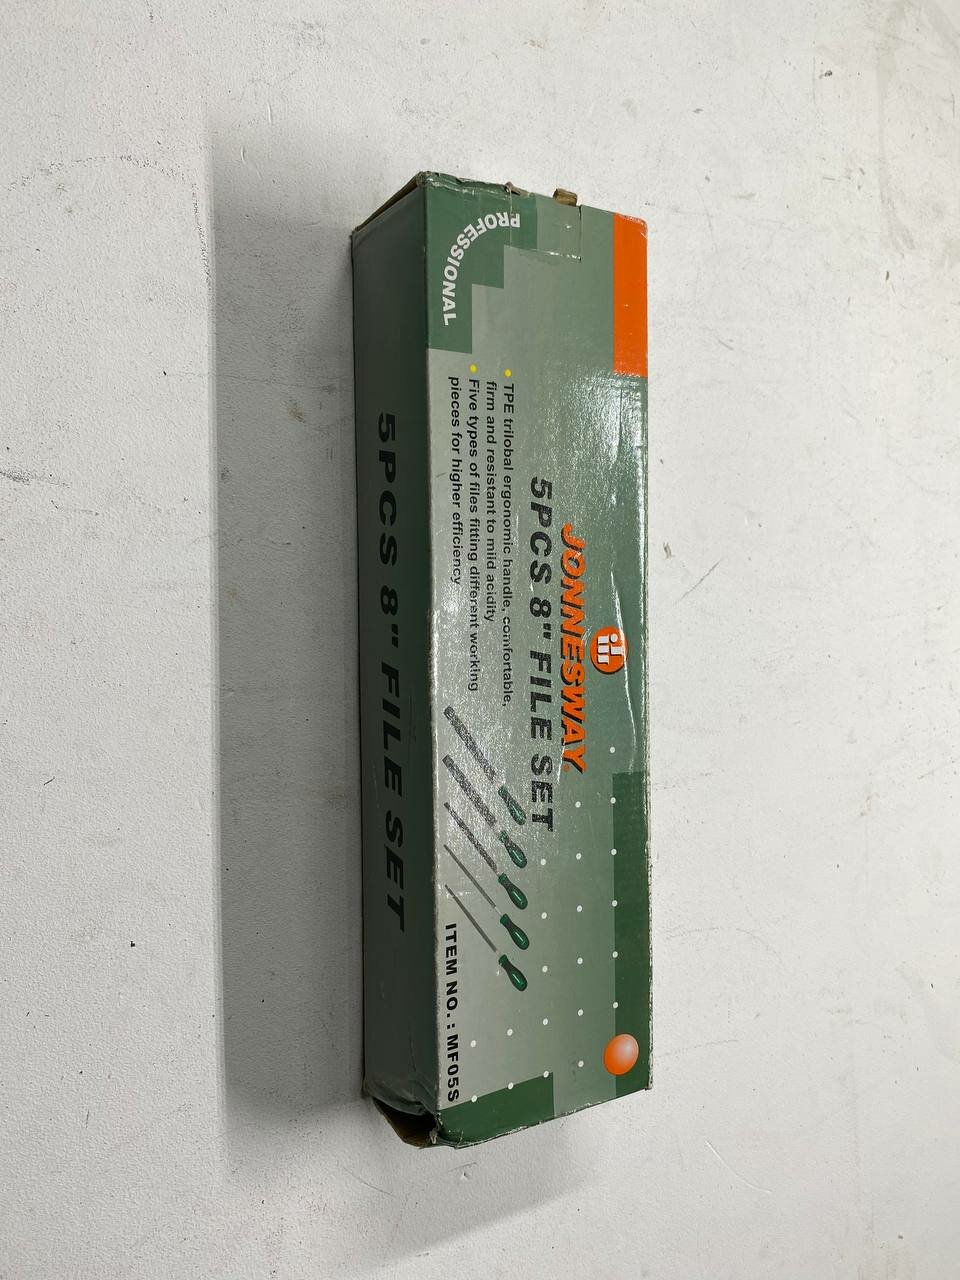 PROFESSIONAL
JONNESWAY
5PCS 8" FILE SET
TPE trilobal ergonomic handle, comfortable,
firm and resistant to mild acidity
Five types of files fitting different working
pieces for higher efficiency
ITEM NO.: MF05S
5PCS 8" FILE SET